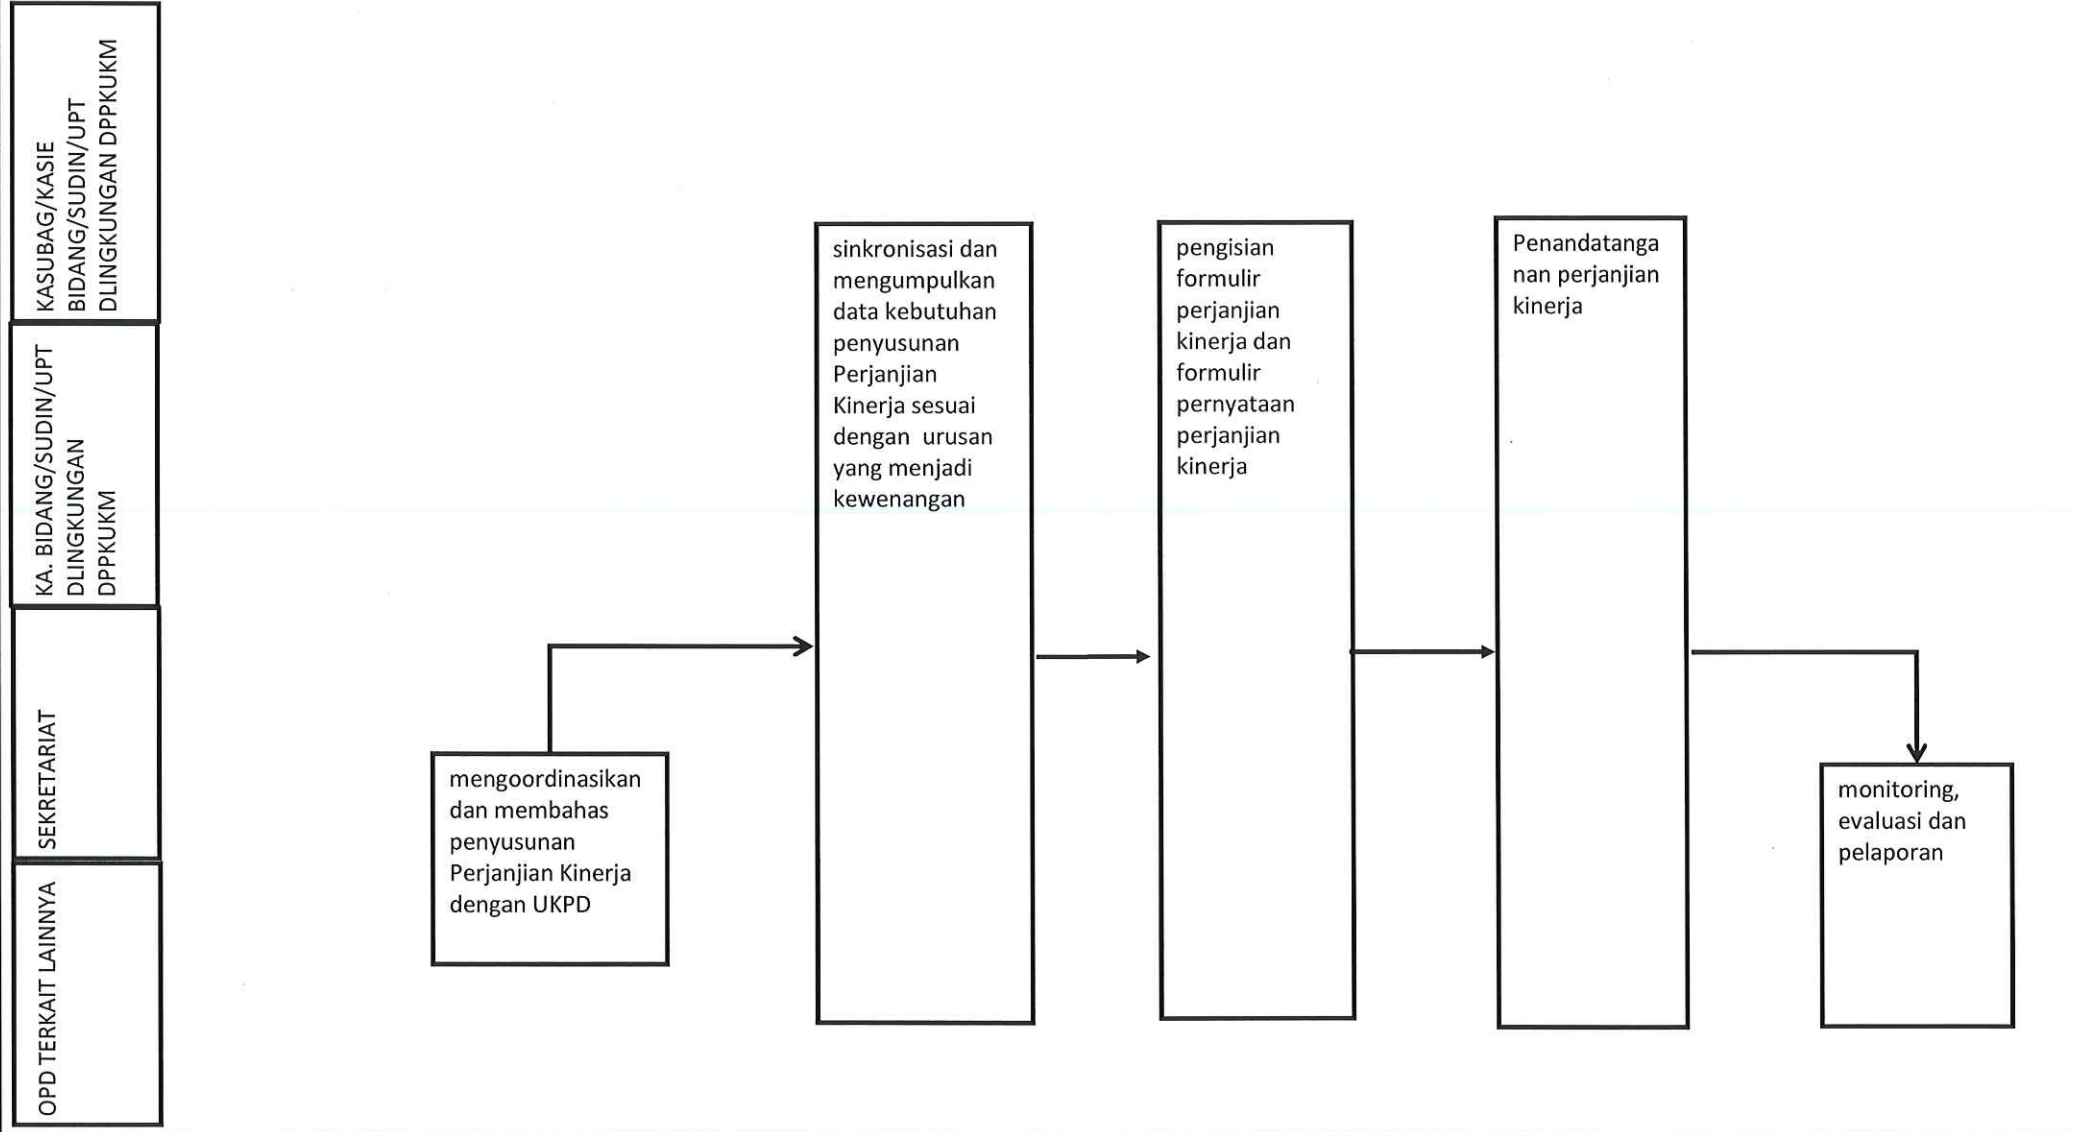 KASUBAG/KASIE
BIDANG/SUDIN/UPT
DLINGKUNGAN DPPKUKM
KA. BIDANG/SUDIN/UPT
DLINGKUNGAN
DPPKUKM
SEKRETARIAT
OPD TERKAIT LAINNYA
mengoordinasikan
dan membahas
penyusunan
Perjanjian Kinerja
dengan UKPD
sinkronisasi dan
mengumpulkan
data kebutuhan
penyusunan
Perjanjian
Kinerja sesuai
dengan urusan
yang menjadi
kewenangan
pengisian
formulir
perjanjian
kinerja dan
formulir
pernyataan
perjanjian
kinerja
Penandatanga
nan perjanjian
kinerja
monitoring,
evaluasi dan
pelaporan